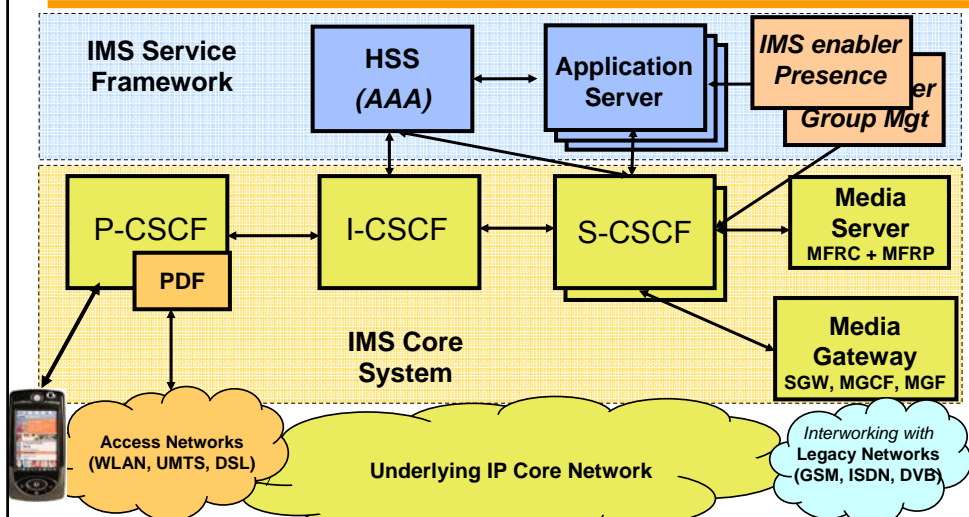 IMS Service
Framework
HSS
(AAA)
Application
Server
IMS enabler
Presence
er
Group Mgt
P-CSCF
PDF
I-CSCF
S-CSCF
Media
Server
MFRC + MFRP
IMS Core
System
Media
Gateway
SGW, MGCF, MGF
Access Networks
(WLAN, UMTS, DSL)
Underlying IP Core Network
Interworking with
Legacy Networks
(GSM, ISDN, DVB)